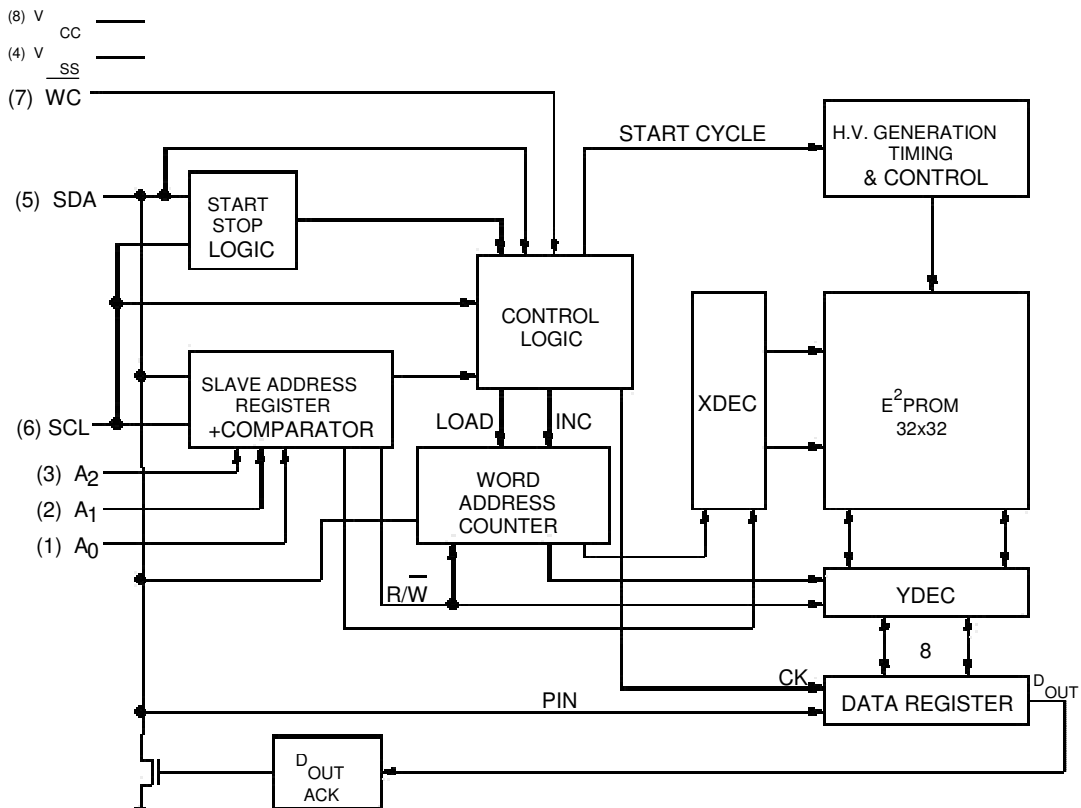 (8) V CC
(4) V SS
(7) WC
START CYCLE
H.V. GENERATION
TIMING
& CONTROL
(5) SDA
START
STOP
LOGIC
CONTROL
LOGIC
SLAVE ADDRESS
REGISTER
+COMPARATOR
(6) SCL
LOAD
INC
XDEC
E2PROM
32x32
(3) A2
(2) A1
(1) A0
WORD
ADDRESS
COUNTER
R/W
YDEC
8
CK
PIN
DATA REGISTER
DOUT
DOUT
ACK